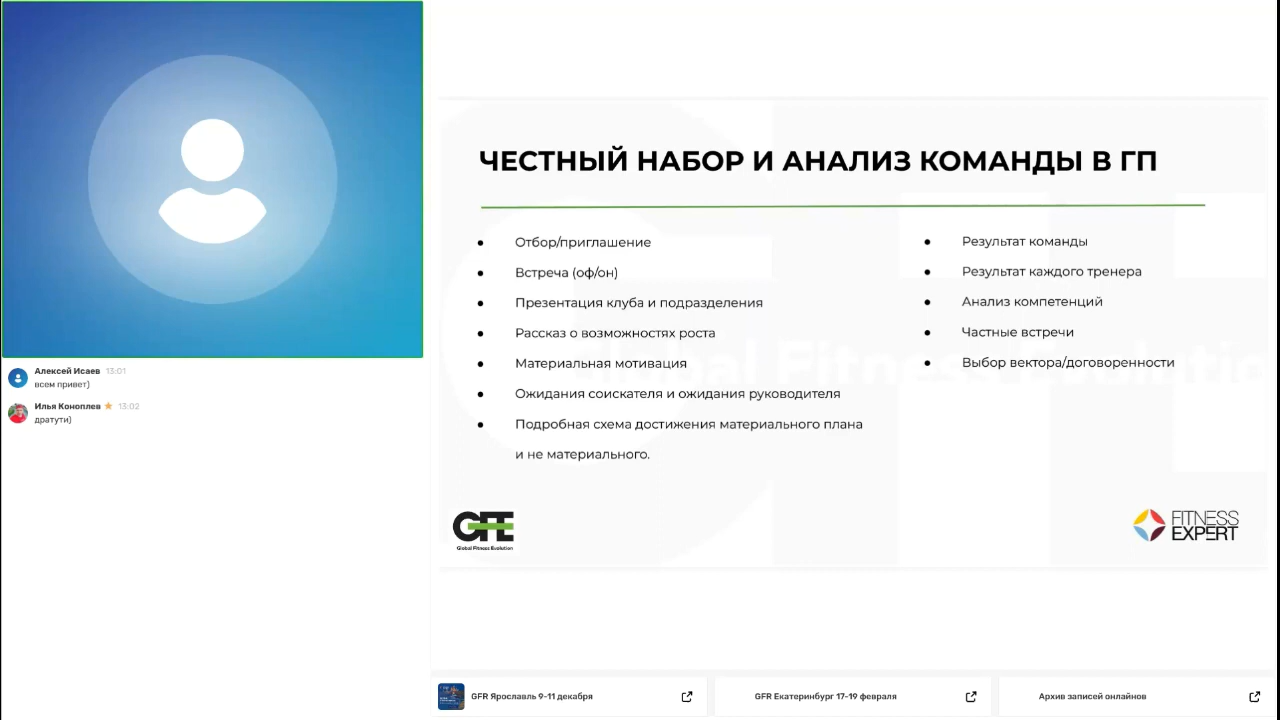 Алексей Исаев 13:01
всем привет)
Илья Коноплев 13:02
дратути)
ЧЕСТНЫЙ НАБОР И АНАЛИЗ КОМАНДЫ В ГП
Отбор/приглашение
Встреча (оф/он)
Презентация клуба и подразделения
Рассказ о возможностях роста
Материальная мотивация
Ожидания соискателя и ожидания руководителя
Подробная схема достижения материального плана
и не материального.
Результат команды
Результат каждого тренера
Анализ компетенций
Частные встречи
Выбор вектора/договоренности
GFE
Global Fitness Evolution
FITNESS
EXPERT
GFR Ярославль 9-11 декабря
GFR Екатеринбург 17-19 февраля
Архив записей онлайнов